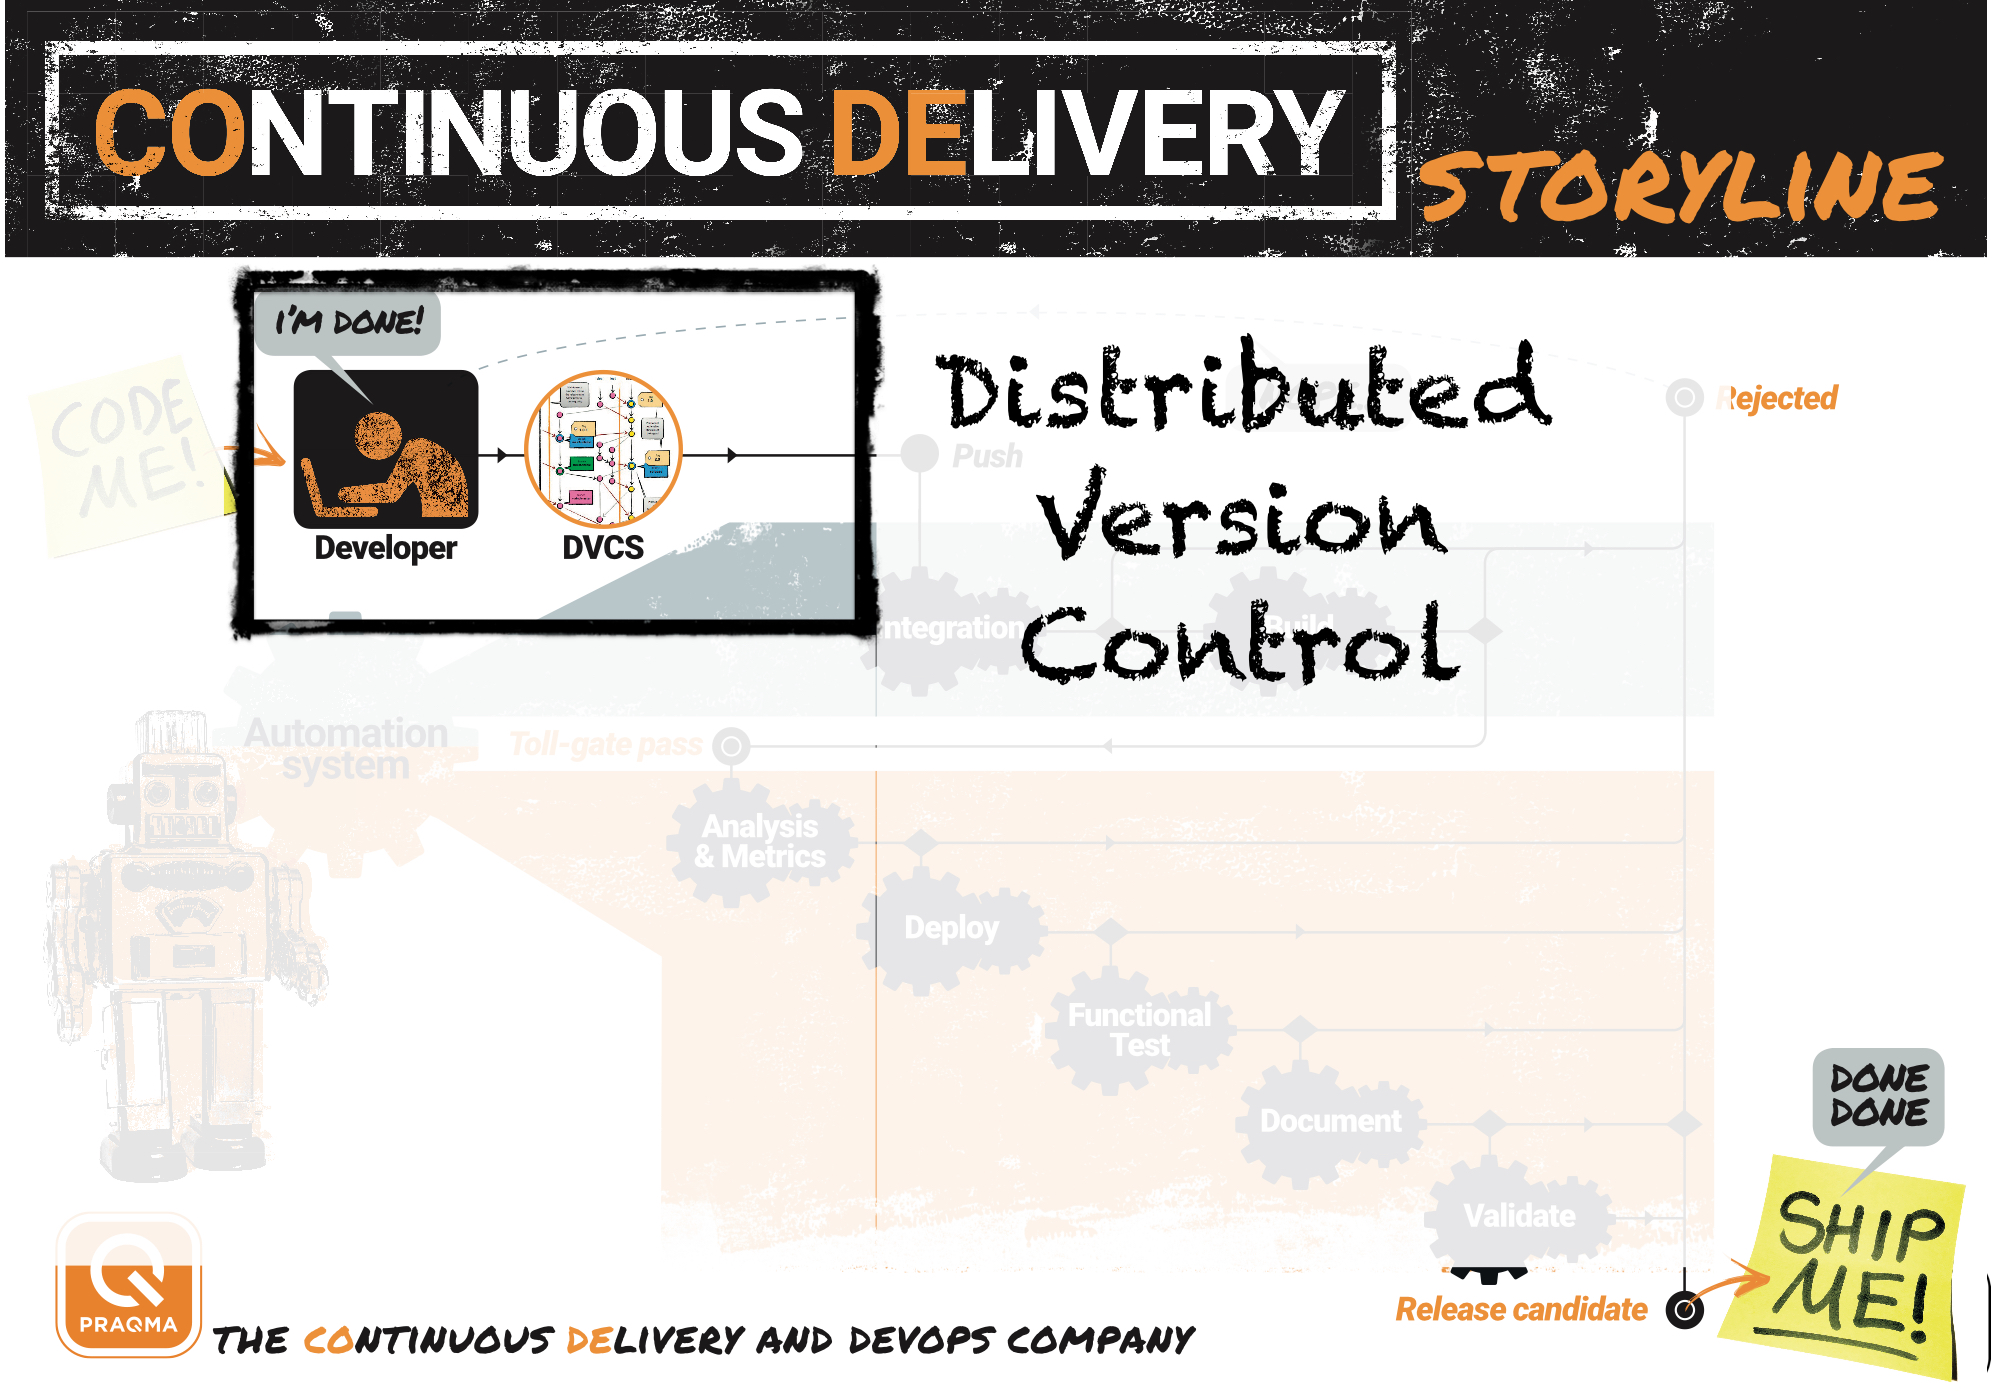 CONTINUOUS DELIVERY
STORYLINE
I'M DONE!
CODE
ME!
Developer
DVCS
Distributed
Version
Control
Push
Rejected
ntegration
Build
Automation
system
Toll-gate pass
Analysis
& Metrics
Deploy
Functional
Test
Document
Validate
DONE
DONE
SHIP
ME!
Release candidate
PRAQMA
THE CONTINUOUS DELIVERY AND DEVOPS COMPANY